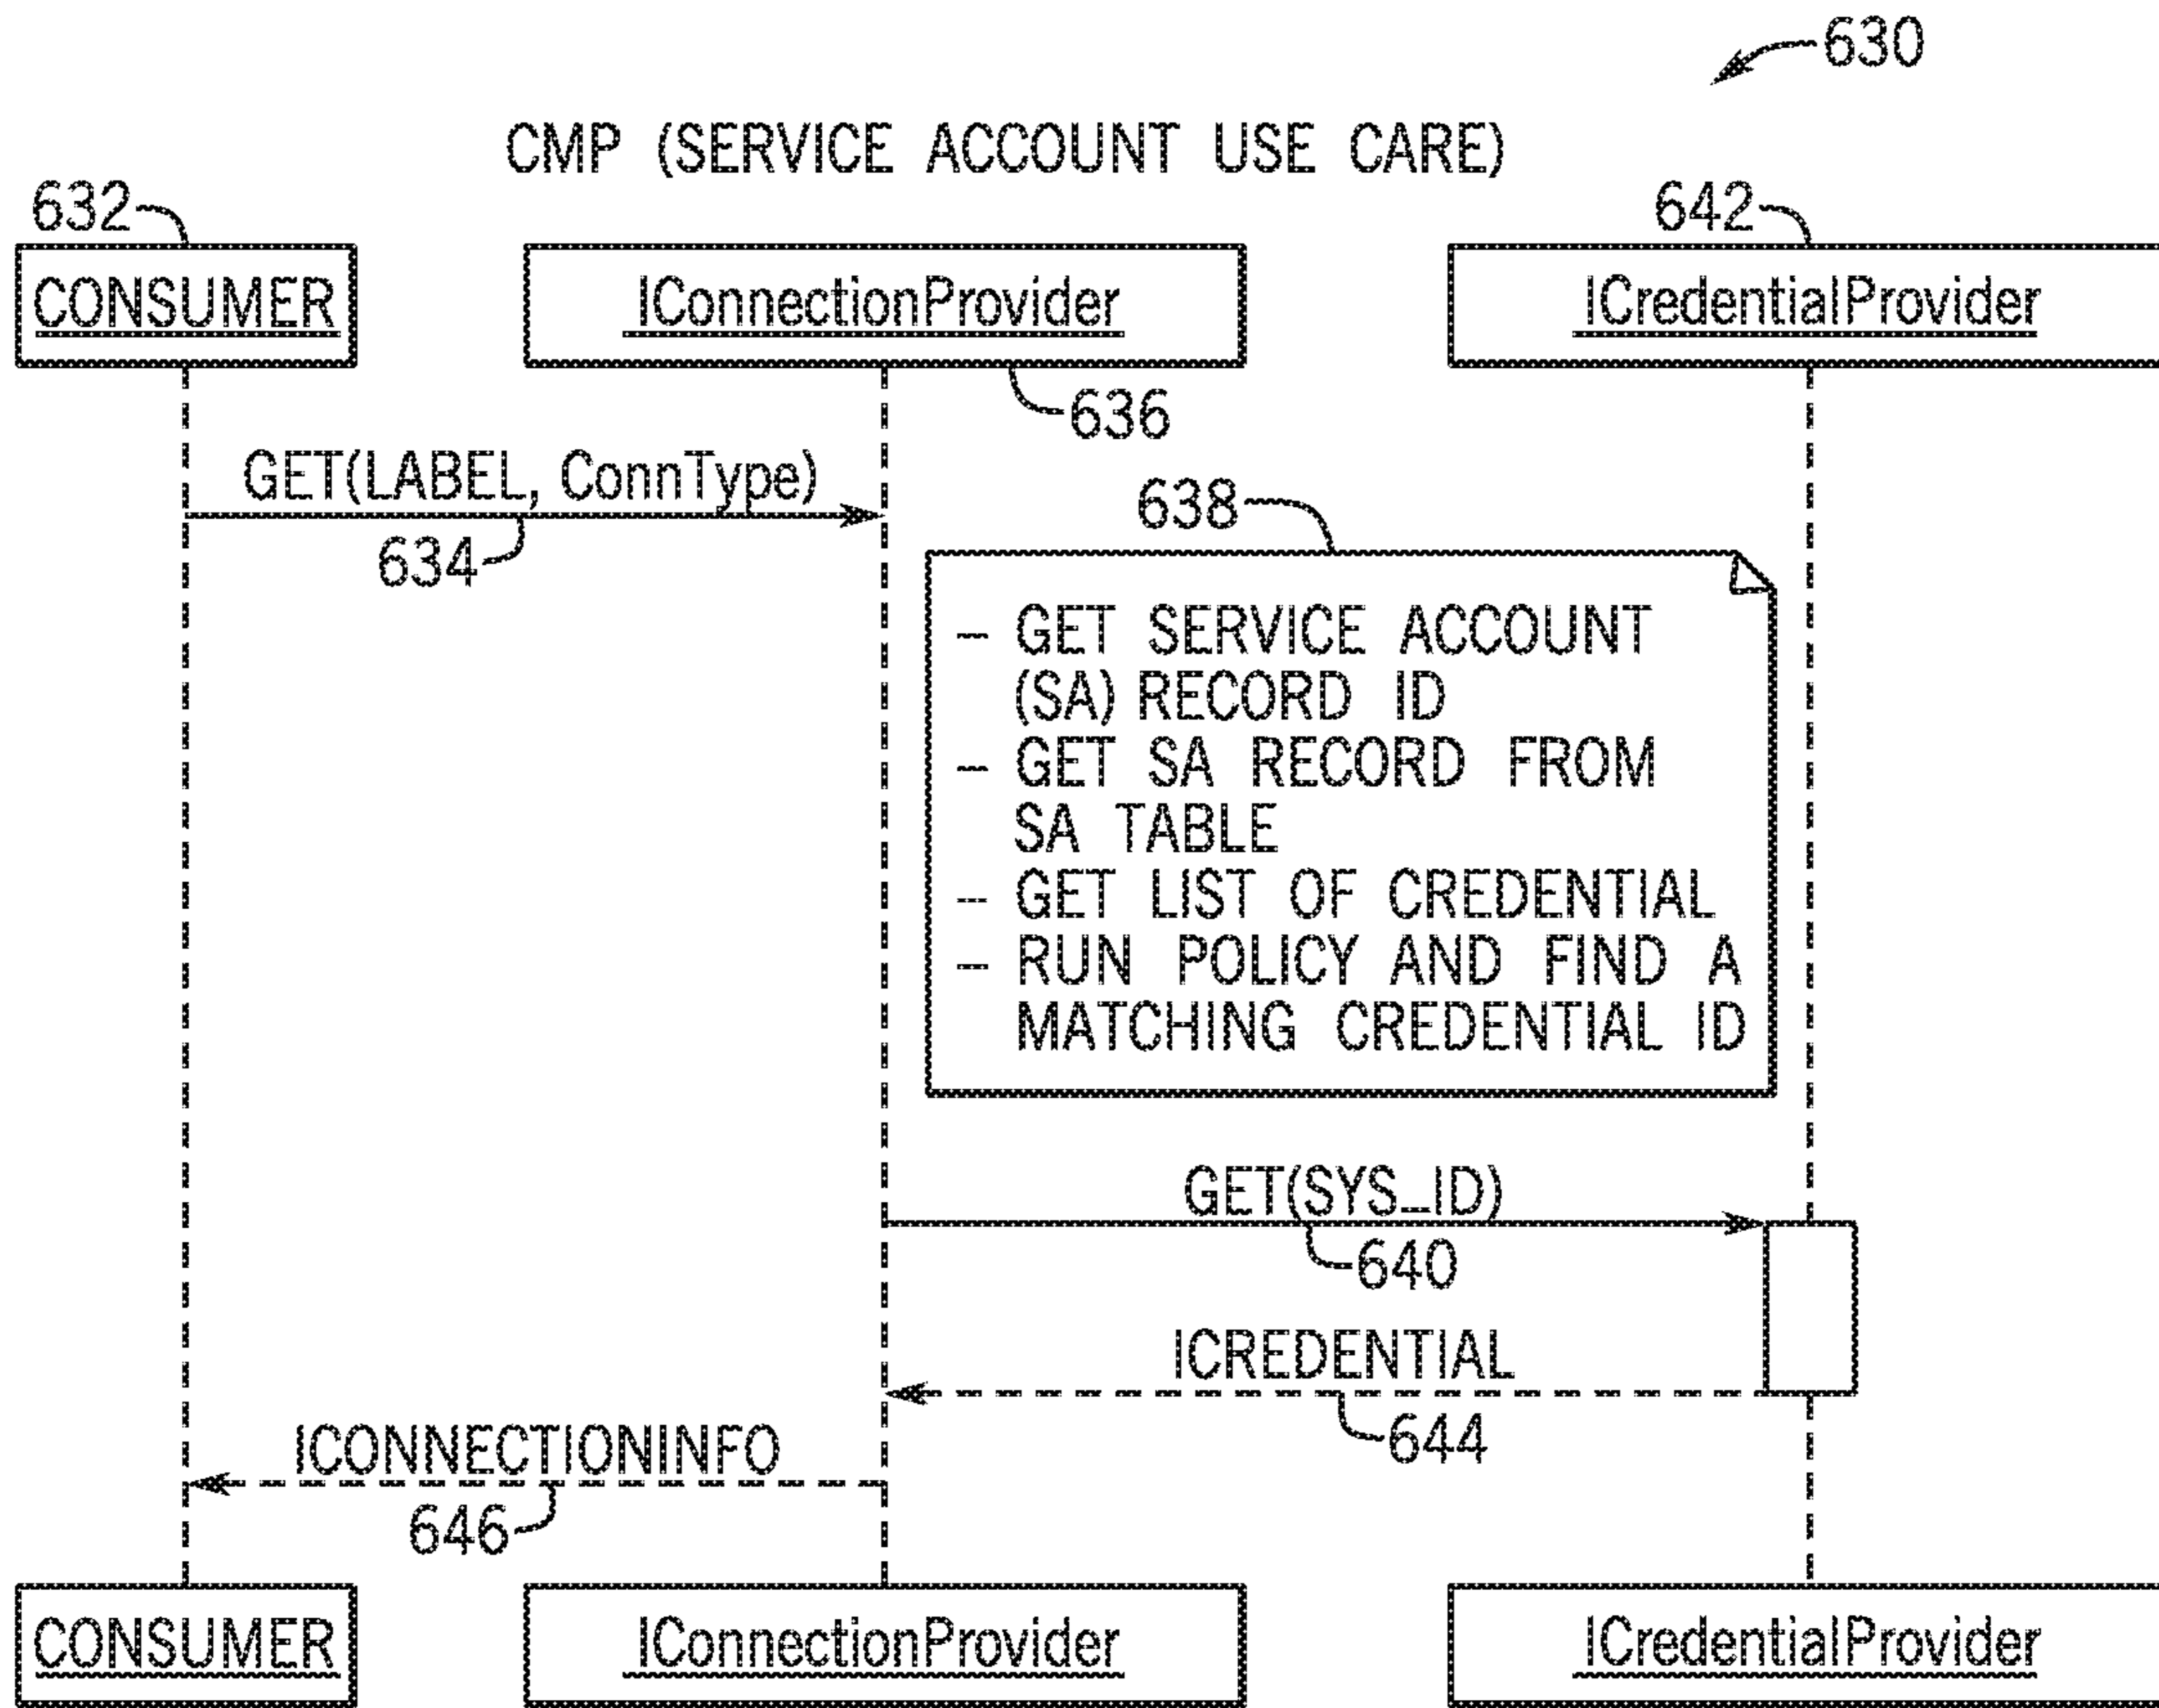 630
CMP (SERVICE ACCOUNT USE CARE)
632
642
CONSUMER
IConnectionProvider
ICredentialProvider
636
GET(LABEL, ConnType)
634
638
- GET SERVICE ACCOUNT
(SA) RECORD ID
- GET SA RECORD FROM
SA TABLE
- GET LIST OF CREDENTIAL
- RUN POLICY AND FIND A
MATCHING CREDENTIAL ID
GET(SYS_ID)
640
ICREDENTIAL
644
ICONNECTIONINFO
646
CONSUMER
IConnectionProvider
ICredentialProvider